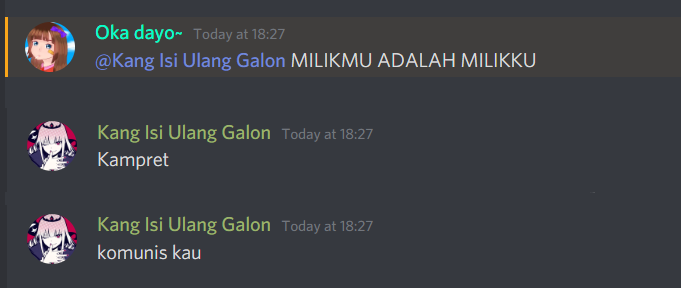 Oka dayo~ Today at 18:27
@Kang Isi Ulang Galon MILIKMU ADALAH MILIKKU
Kang Isi Ulang Galon Today at 18:27
Kampret
Kang Isi Ulang Galon Today at 18:27
komunis kau